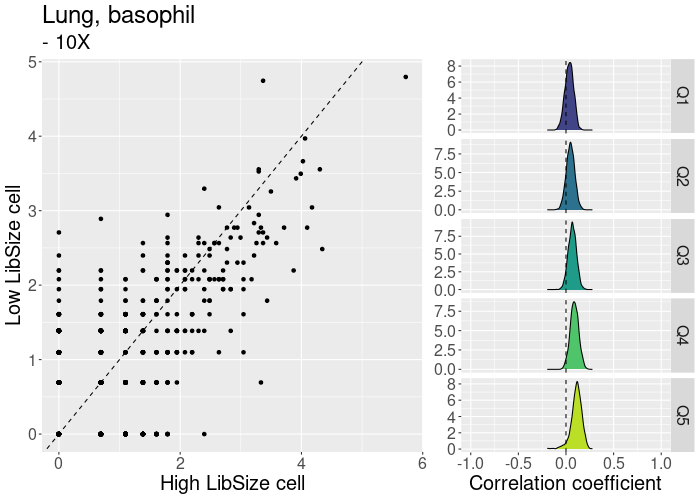 Lung, basophil
- 10X
Low LibSize cell
5
4
3
2
1
0
0 2 4 6
High LibSize cell
8
6
4
2
0
Q1
7.5
5.0
2.5
0.0
Q2
7.5
5.0
2.5
0.0
Q3
7.5
5.0
2.5
0.0
Q4
8
6
4
2
0
Q5
-1.0 -0.5 0.0 0.5 1.0
Correlation coefficient